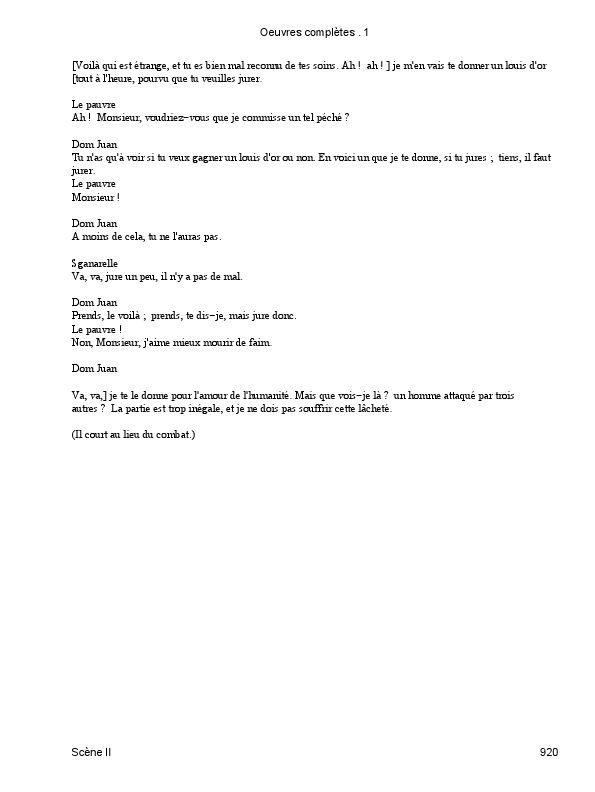 Oeuvres complètes . 1
[Voilà qui est étrange, et tu es bien mal reconnu de tes soins. Ah !  ah ! ] je m'en vais te donner un louis d'or
[tout à l'heure, pourvu que tu veuilles jurer.
Le pauvre
Ah !  Monsieur, voudriez−vous que je commisse un tel péché ?
Dom Juan
Tu n'as qu'à voir si tu veux gagner un louis d'or ou non. En voici un que je te donne, si tu jures ;  tiens, il faut
jurer.
Le pauvre
Monsieur !
Dom Juan
A moins de cela, tu ne l'auras pas.
Sganarelle
Va, va, jure un peu, il n'y a pas de mal.
Dom Juan
Prends, le voilà ;  prends, te dis−je, mais jure donc.
Le pauvre !
Non, Monsieur, j'aime mieux mourir de faim.
Dom Juan
Va, va,] je te le donne pour l'amour de l'humanité. Mais que vois−je là ?  un homme attaqué par trois
autres ?  La partie est trop inégale, et je ne dois pas souffrir cette lâcheté.
(Il court au lieu du combat.)
Scène II
920